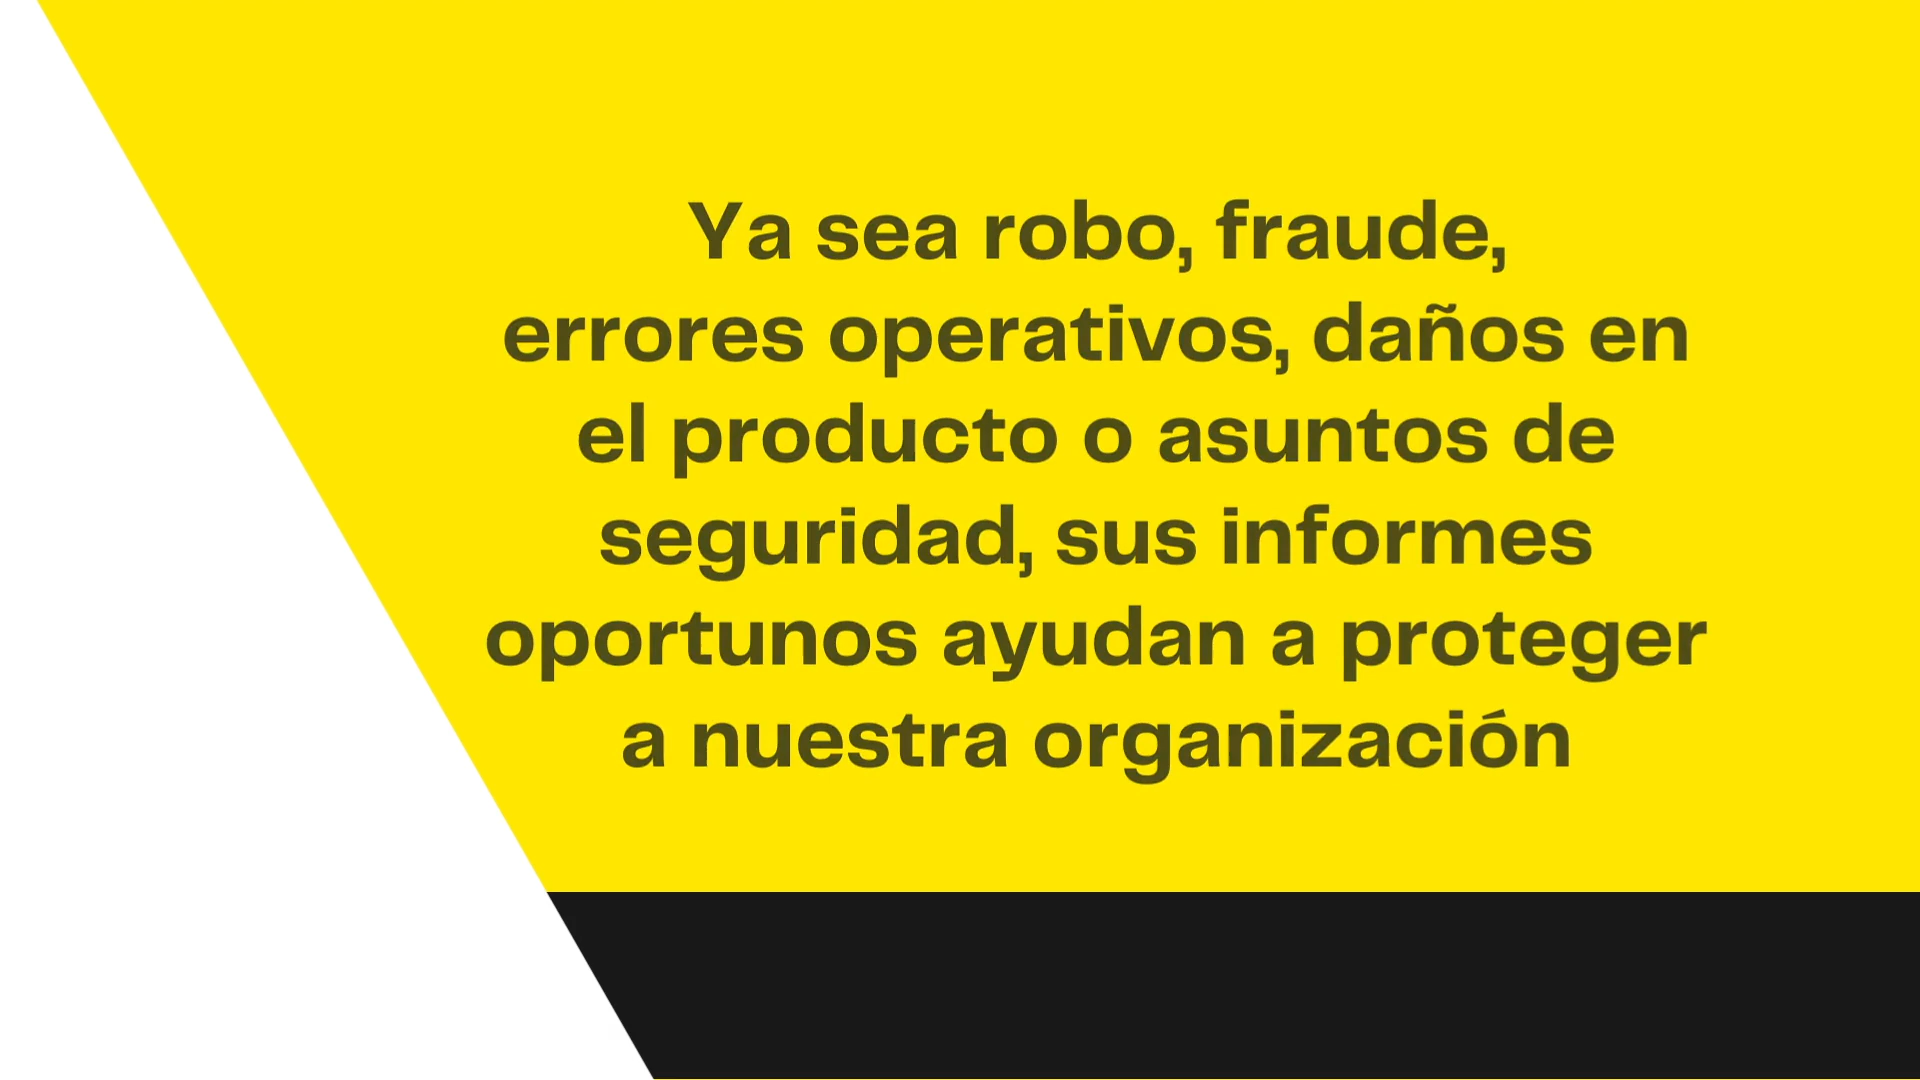 Ya sea robo, fraude,
errores operativos, daños en
el producto o asuntos de
seguridad, sus informes
oportunos ayudan a proteger
a nuestra organización